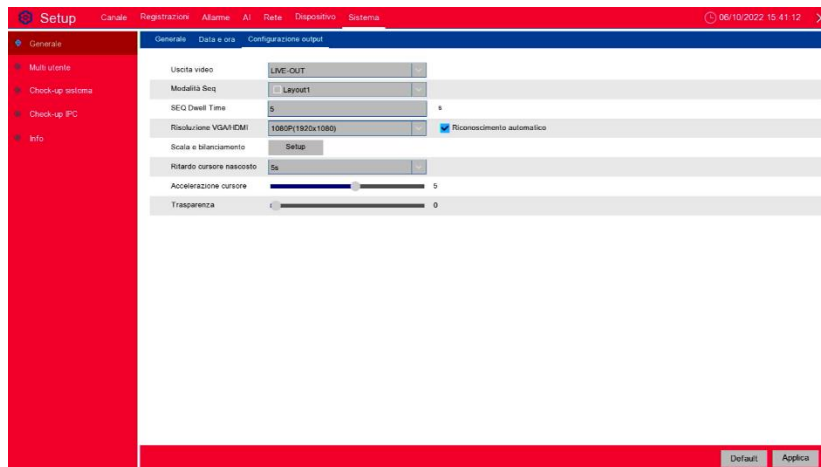 Setup Canale Registrazioni Allarme AI Rete Dispositivo Sistema 06/10/2022 15:41:12
Generale
Multi utente
Check-up sistema
Check-up IPC
Info
Generale Data e ora Configurazione output
Uscita video LIVE-OUT
Modalità Seq Layout1
SEQ Dwell Time 5 s
Risoluzione VGA/HDMI 1080P(1920x1080) Riconoscimento automatico
Scala e bilanciamento Setup
Ritardo cursore nascosto 5s
Accelerazione cursore 5
Trasparenza 0
Default Applica